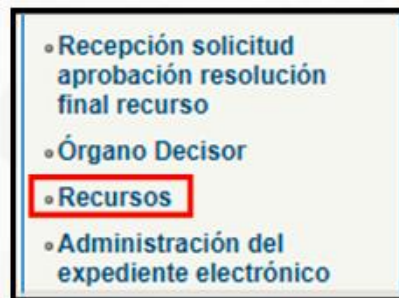 Recepción solicitud
aprobación resolución
final recurso
Órgano Decisor
Recursos
Administración del
expediente electrónico